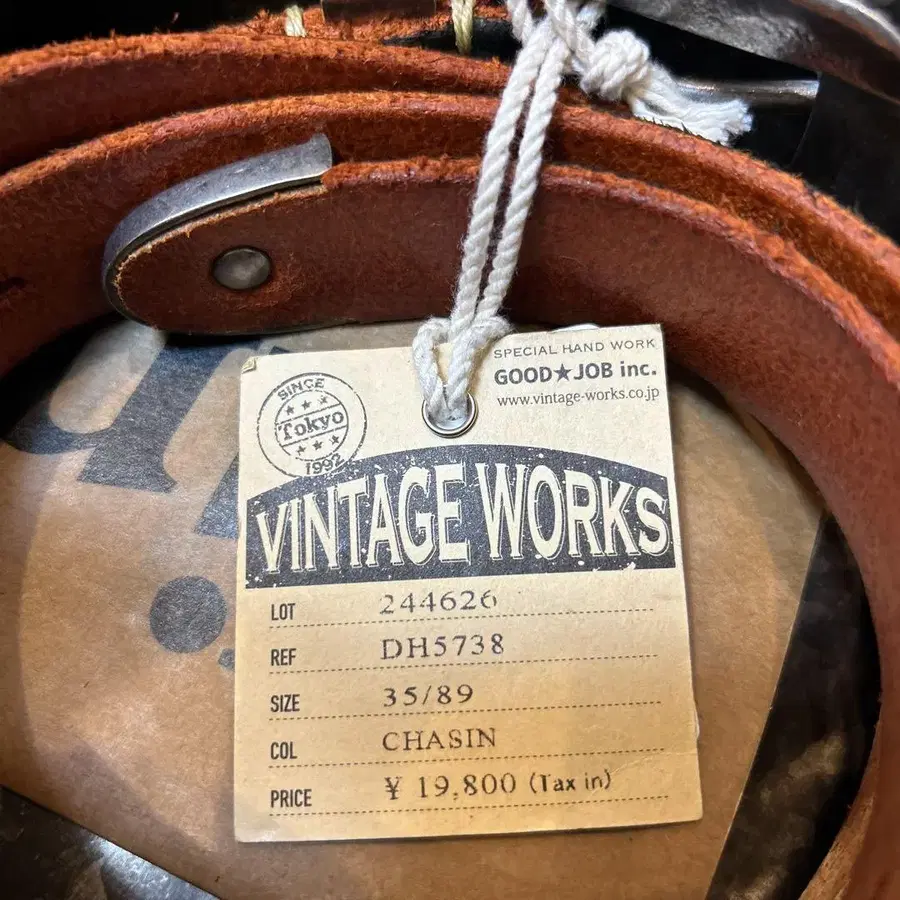 SPECIAL HAND WORK
GOOD★JOB inc.
www.vintage-works.co.jp
SINCE
Tokyo
1992
VINTAGE WORKS
LOT 244626
REF DH5738
SIZE 35/89
COL CHASIN
PRICE ¥ 19,800 (Tax in)